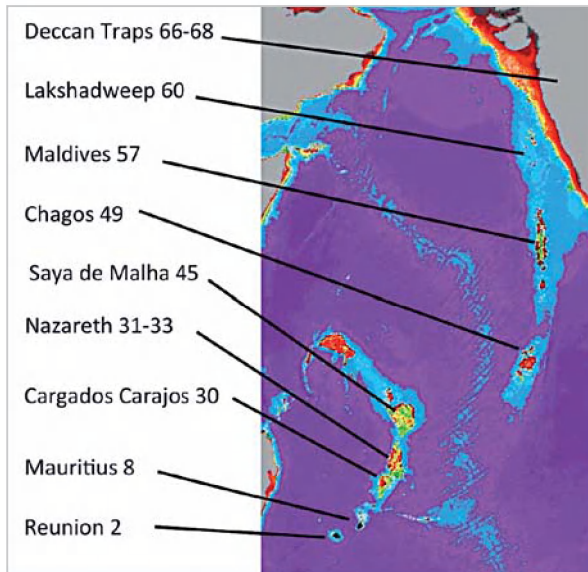 Deccan Traps 66-68
Lakshadweep 60
Maldives 57
Chagos 49
Saya de Malha 45
Nazareth 31-33
Cargados Carajos 30
Mauritius 8
Reunion 2